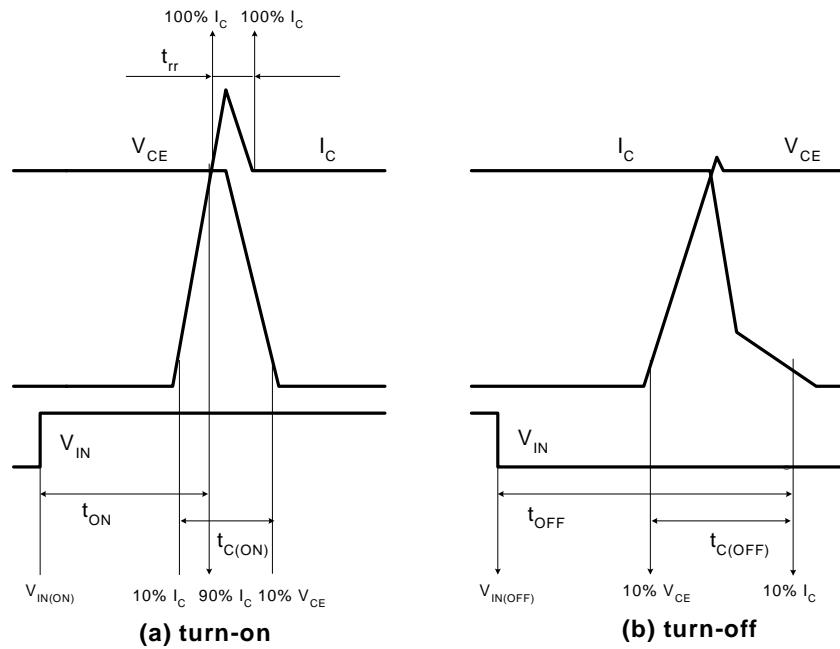 100% I_C 100% I_C
t_rr
V_CE I_C
I_C V_CE
V_IN
V_IN
t_ON
t_C(ON)
t_OFF
t_C(OFF)
V_IN(ON)
10% I_C 90% I_C 10% V_CE
V_IN(OFF)
10% V_CE
10% I_C
(a) turn-on
(b) turn-off